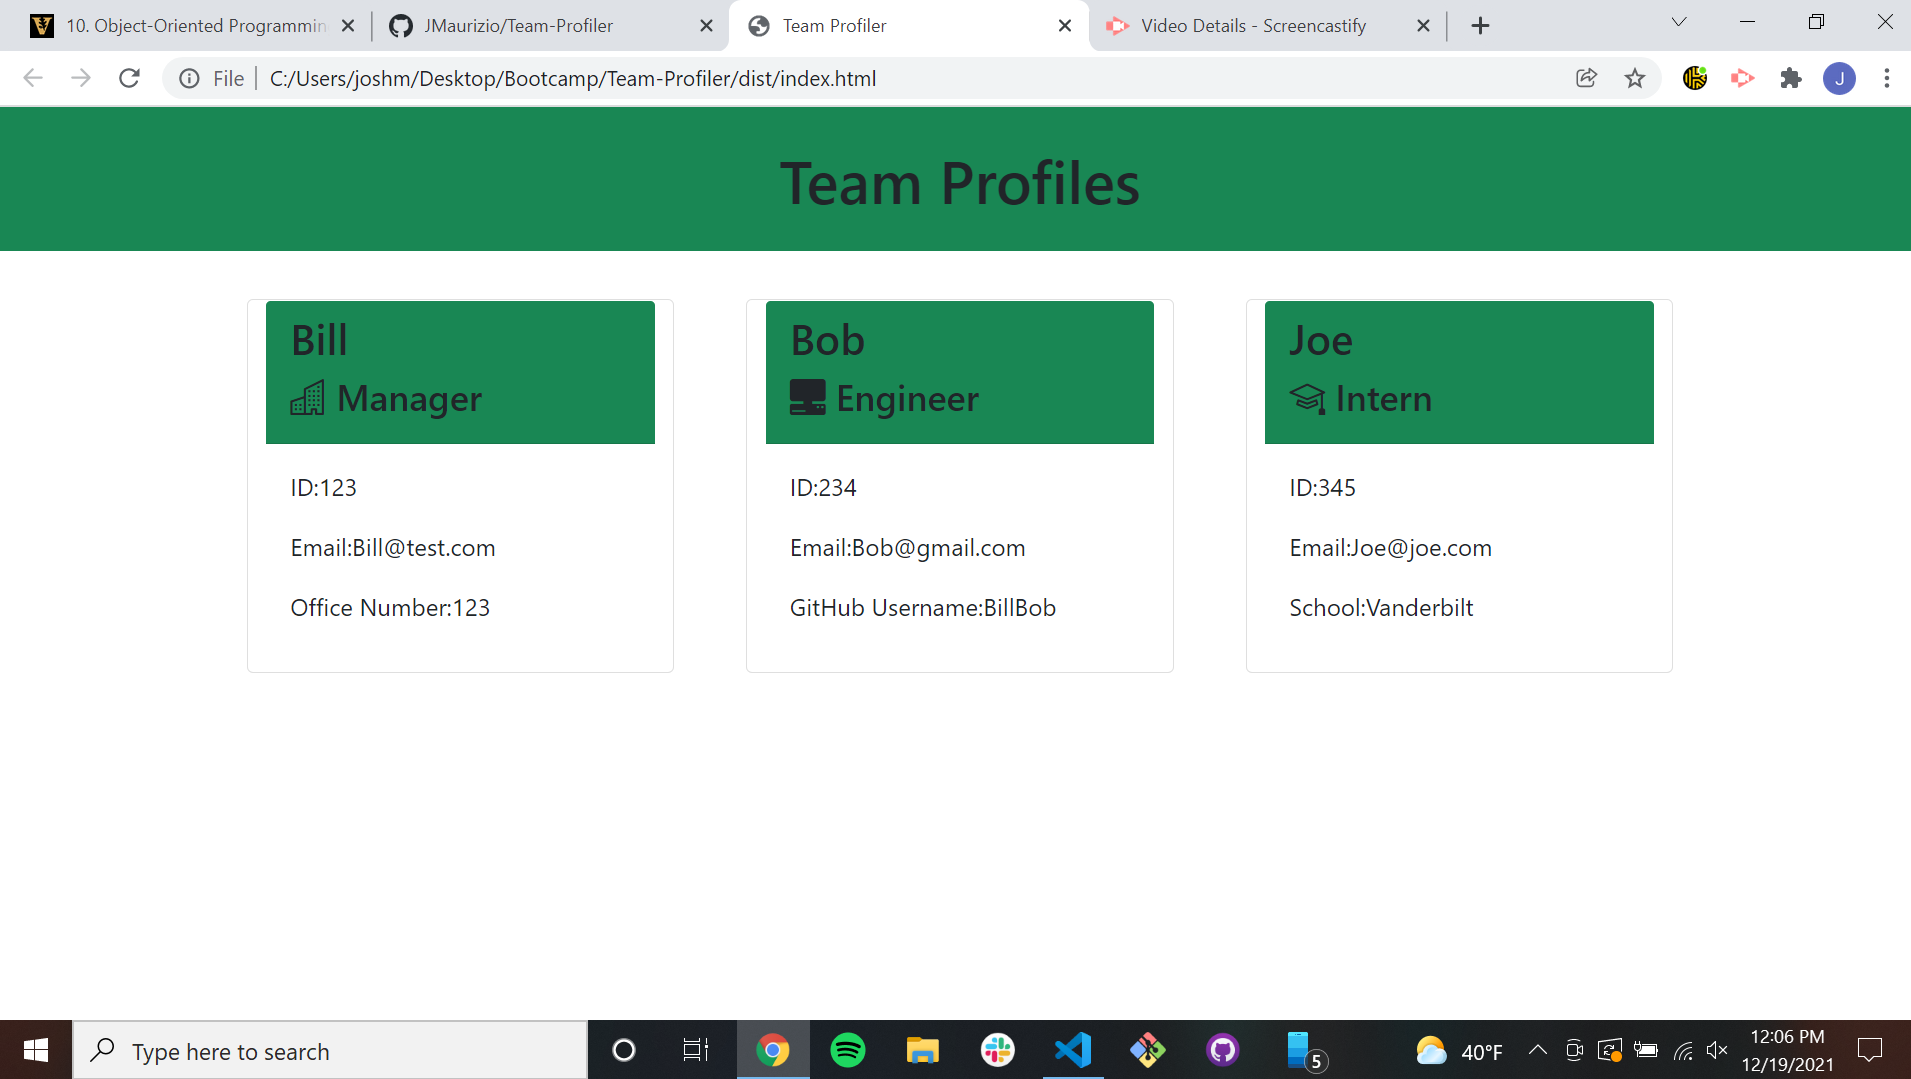 10. Object-Oriented Programmin
JMaurizio/Team-Profiler
Team Profiler
Video Details - Screencastify
File
C:/Users/joshm/Desktop/Bootcamp/Team-Profiler/dist/index.html
J
Team Profiles
Bill
Manager
ID:123
Email:Bill@test.com
Office Number:123
Bob
Engineer
ID:234
Email:Bob@gmail.com
GitHub Username:BillBob
Joe
Intern
ID:345
Email:Joe@joe.com
School:Vanderbilt
Type here to search
5
40°F
12:06 PM
12/19/2021